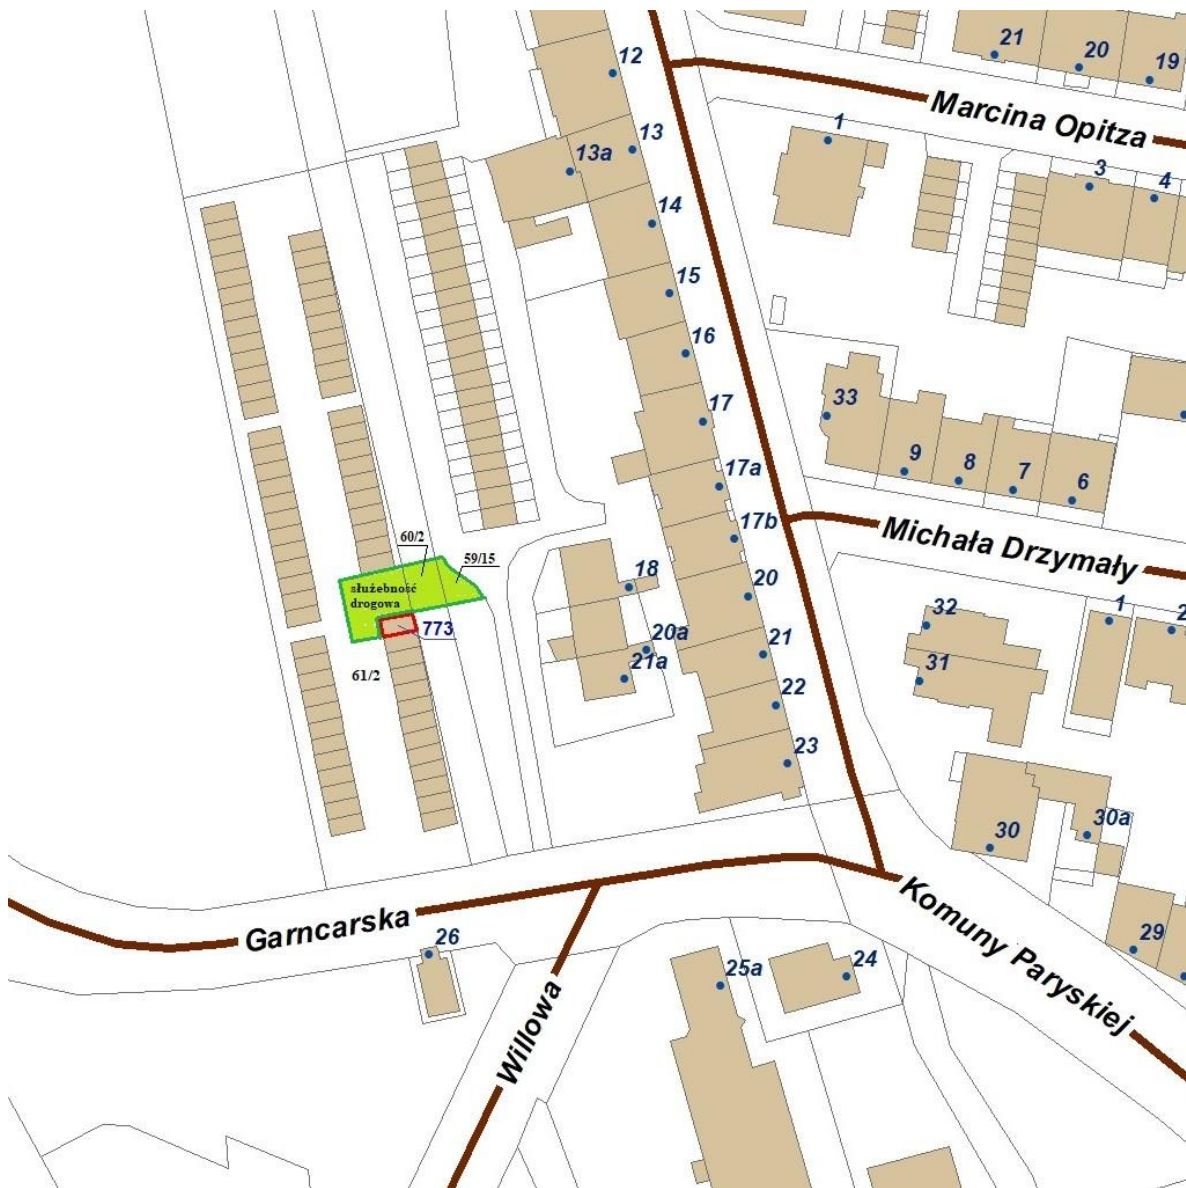 12
21
20
19
Marcina Opitza
1
13
13a
3
4
14
15
16
17
33
9
8
7
6
17a
17b
Michała Drzymały
60/2
59/15
służebność
drogowa
773
61/2
18
20
20a
21
21a
22
23
32
31
1
2
30
30a
29
Garncarska
26
Willowa
25a
24
Komuny Paryskiej